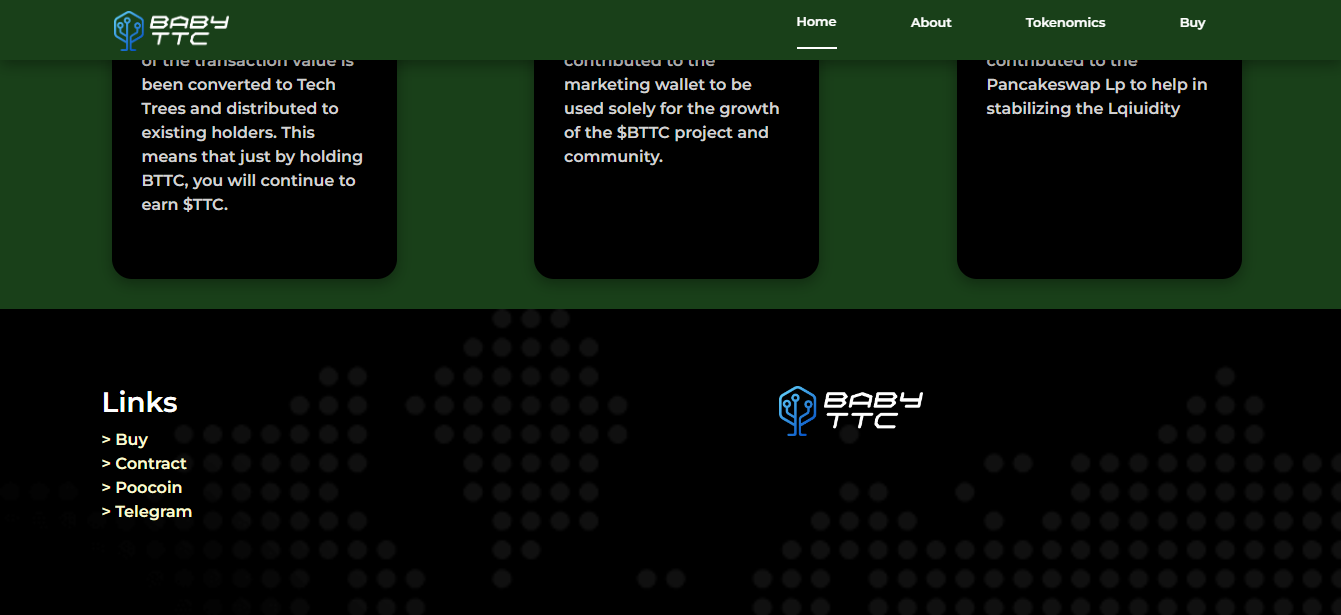 BABY
TTC
Home
About
Tokenomics
Buy
of the transaction value is
been converted to Tech
Trees and distributed to
existing holders. This
means that just by holding
BTTC, you will continue to
earn $TTC.
contributed to the
marketing wallet to be
used solely for the growth
of the $BTTC project and
community.
contributed to the
Pancakeswap Lp to help in
stabilizing the Lqiuidity
Links
> Buy
> Contract
> Poocoin
> Telegram
BABY
TTC